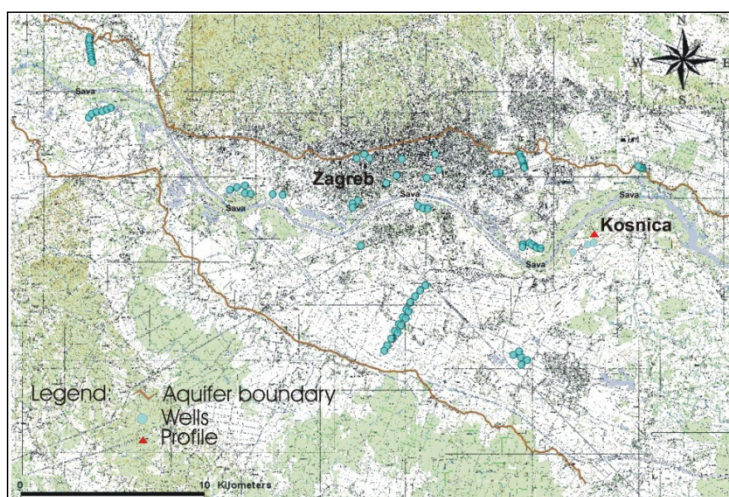 N
W
E
S
Sava
Zagreb
Sava
Sava
Sava
Kosnica
Sava
Legend:
Aquifer boundary
Wells
Profile
0 10 Kilometers